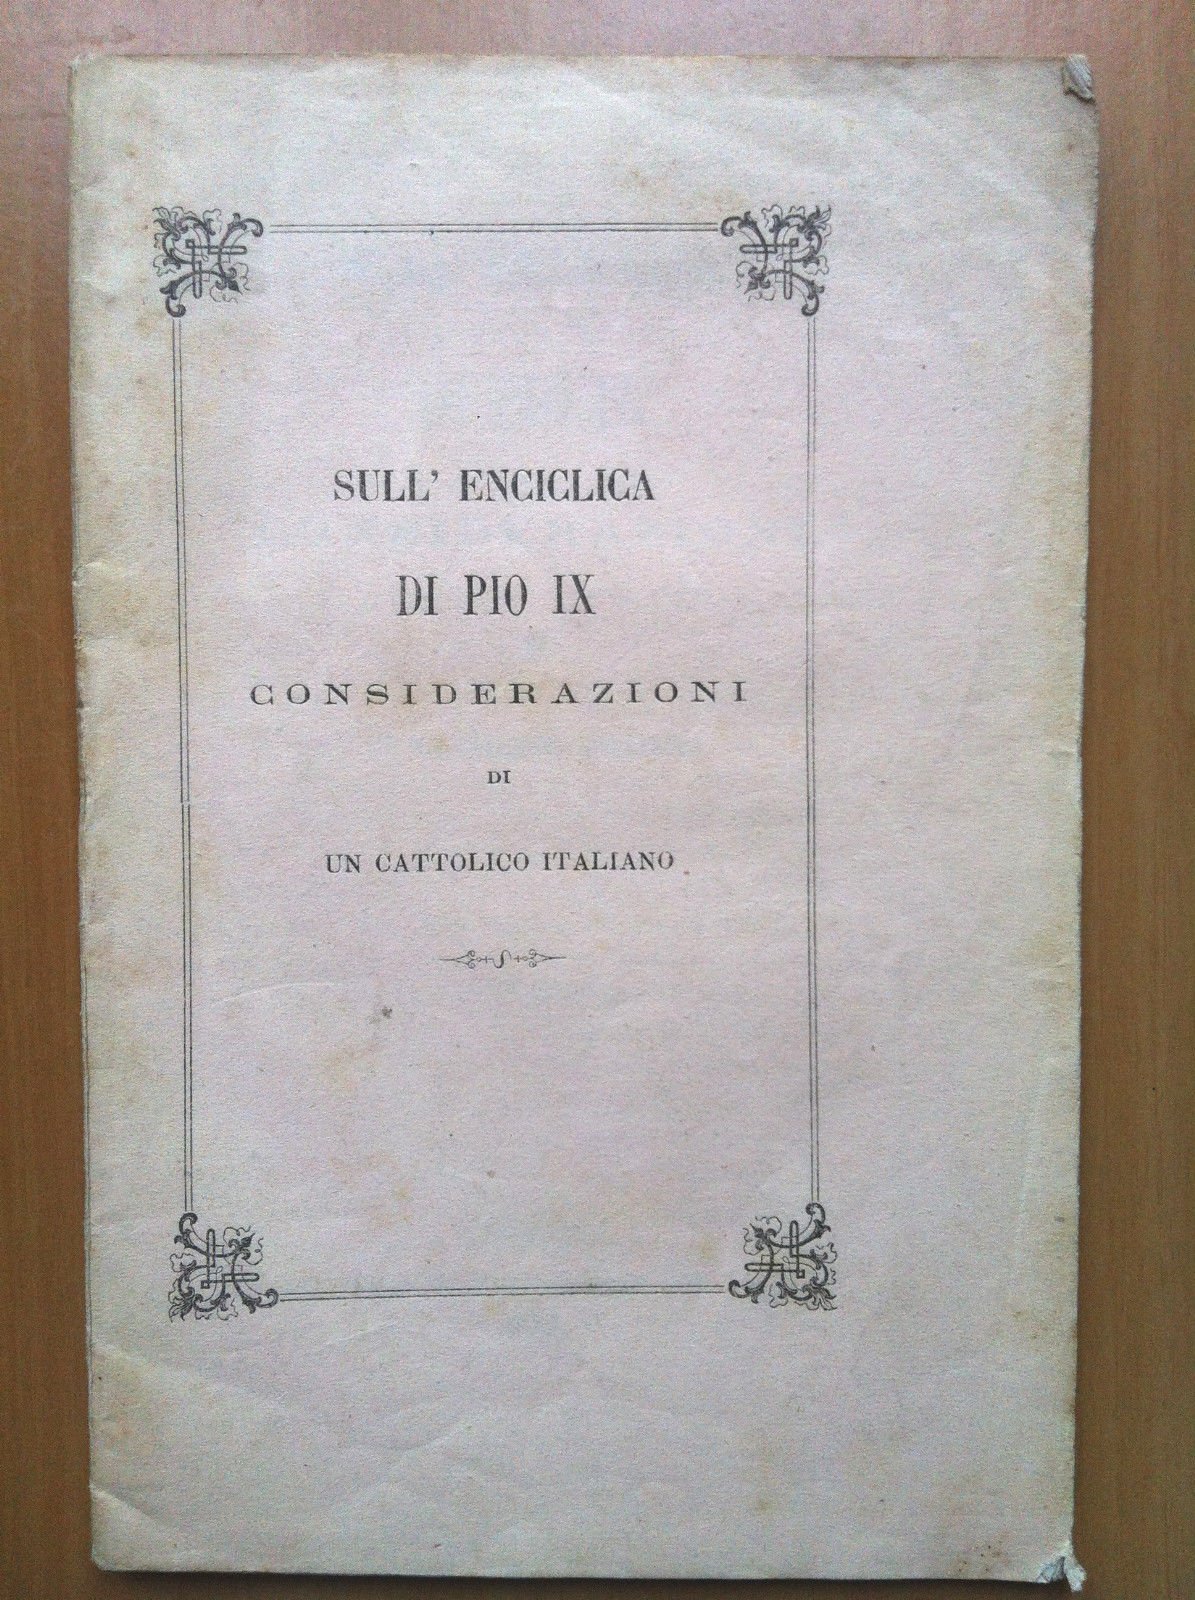 SULL' ENCICLICA
DI PIO IX
CONSIDERAZIONI
DI
UN CATTOLICO ITALIANO